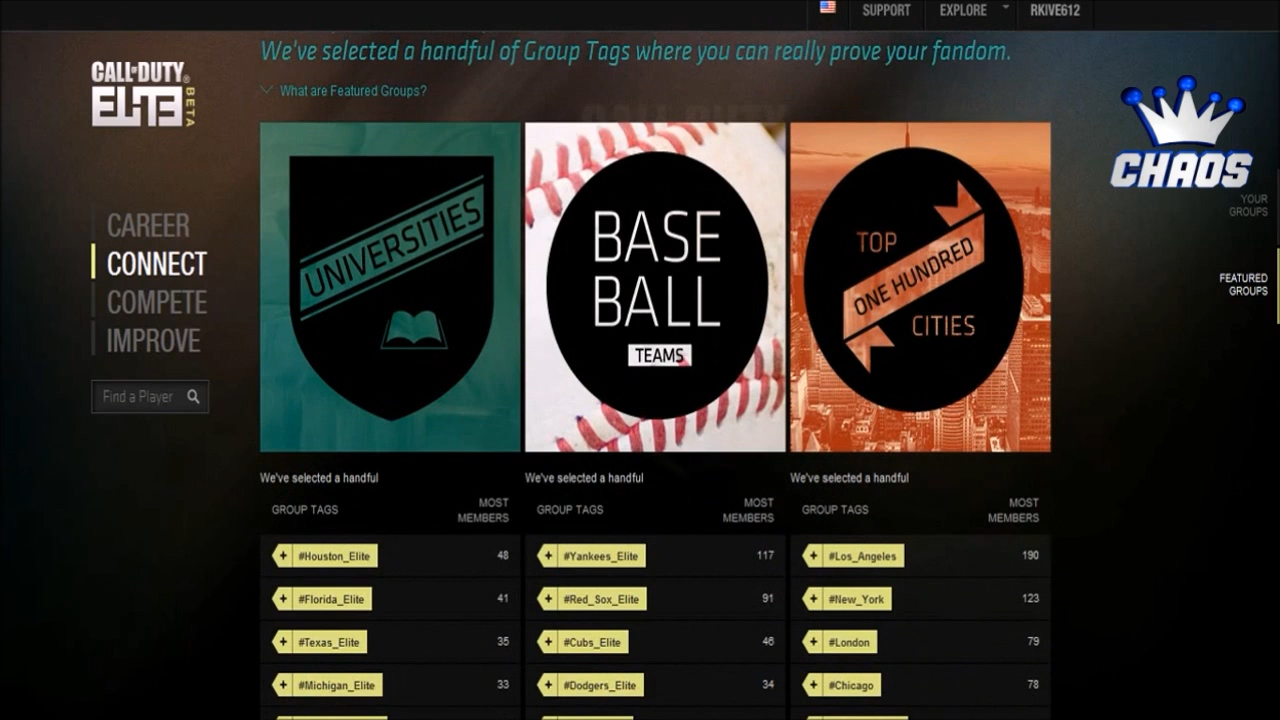 SUPPORT
EXPLORE
RKIVE612
We've selected a handful of Group Tags where you can really prove your fandom.
What are Featured Groups?
CALL OF DUTY®
ELITE BETA
CHAOS
YOUR
GROUPS
FEATURED
GROUPS
CAREER
CONNECT
COMPETE
IMPROVE
Find a Player
UNIVERSITIES
BASE
BALL
TEAMS
TOP
ONE HUNDRED
CITIES
We've selected a handful
GROUP TAGS
MOST
MEMBERS
#Houston_Elite 48
#Florida_Elite 41
#Texas_Elite 35
#Michigan_Elite 33
We've selected a handful
GROUP TAGS
MOST
MEMBERS
#Yankees_Elite 117
#Red_Sox_Elite 91
#Cubs_Elite 46
#Dodgers_Elite 34
We've selected a handful
GROUP TAGS
MOST
MEMBERS
#Los_Angeles 190
#New_York 123
#London 79
#Chicago 78